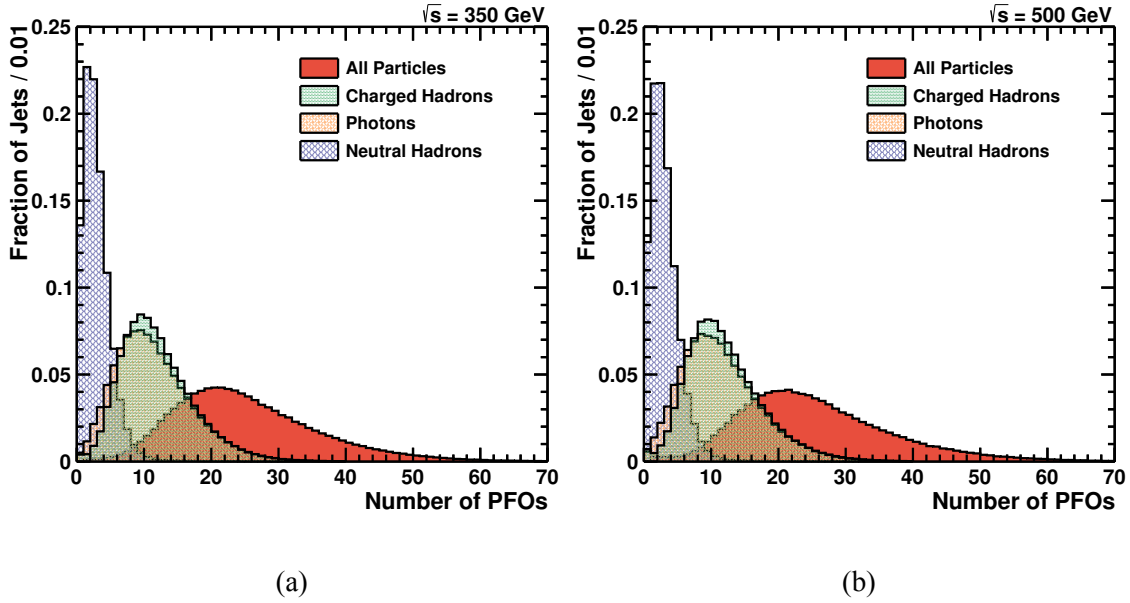 √s = 350 GeV
Fraction of Jets / 0.01
0.25
0.2
0.15
0.1
0.05
0
All Particles
Charged Hadrons
Photons
Neutral Hadrons
0 10 20 30 40 50 60 70
Number of PFOs
(a)
√s = 500 GeV
Fraction of Jets / 0.01
0.25
0.2
0.15
0.1
0.05
0
All Particles
Charged Hadrons
Photons
Neutral Hadrons
0 10 20 30 40 50 60 70
Number of PFOs
(b)